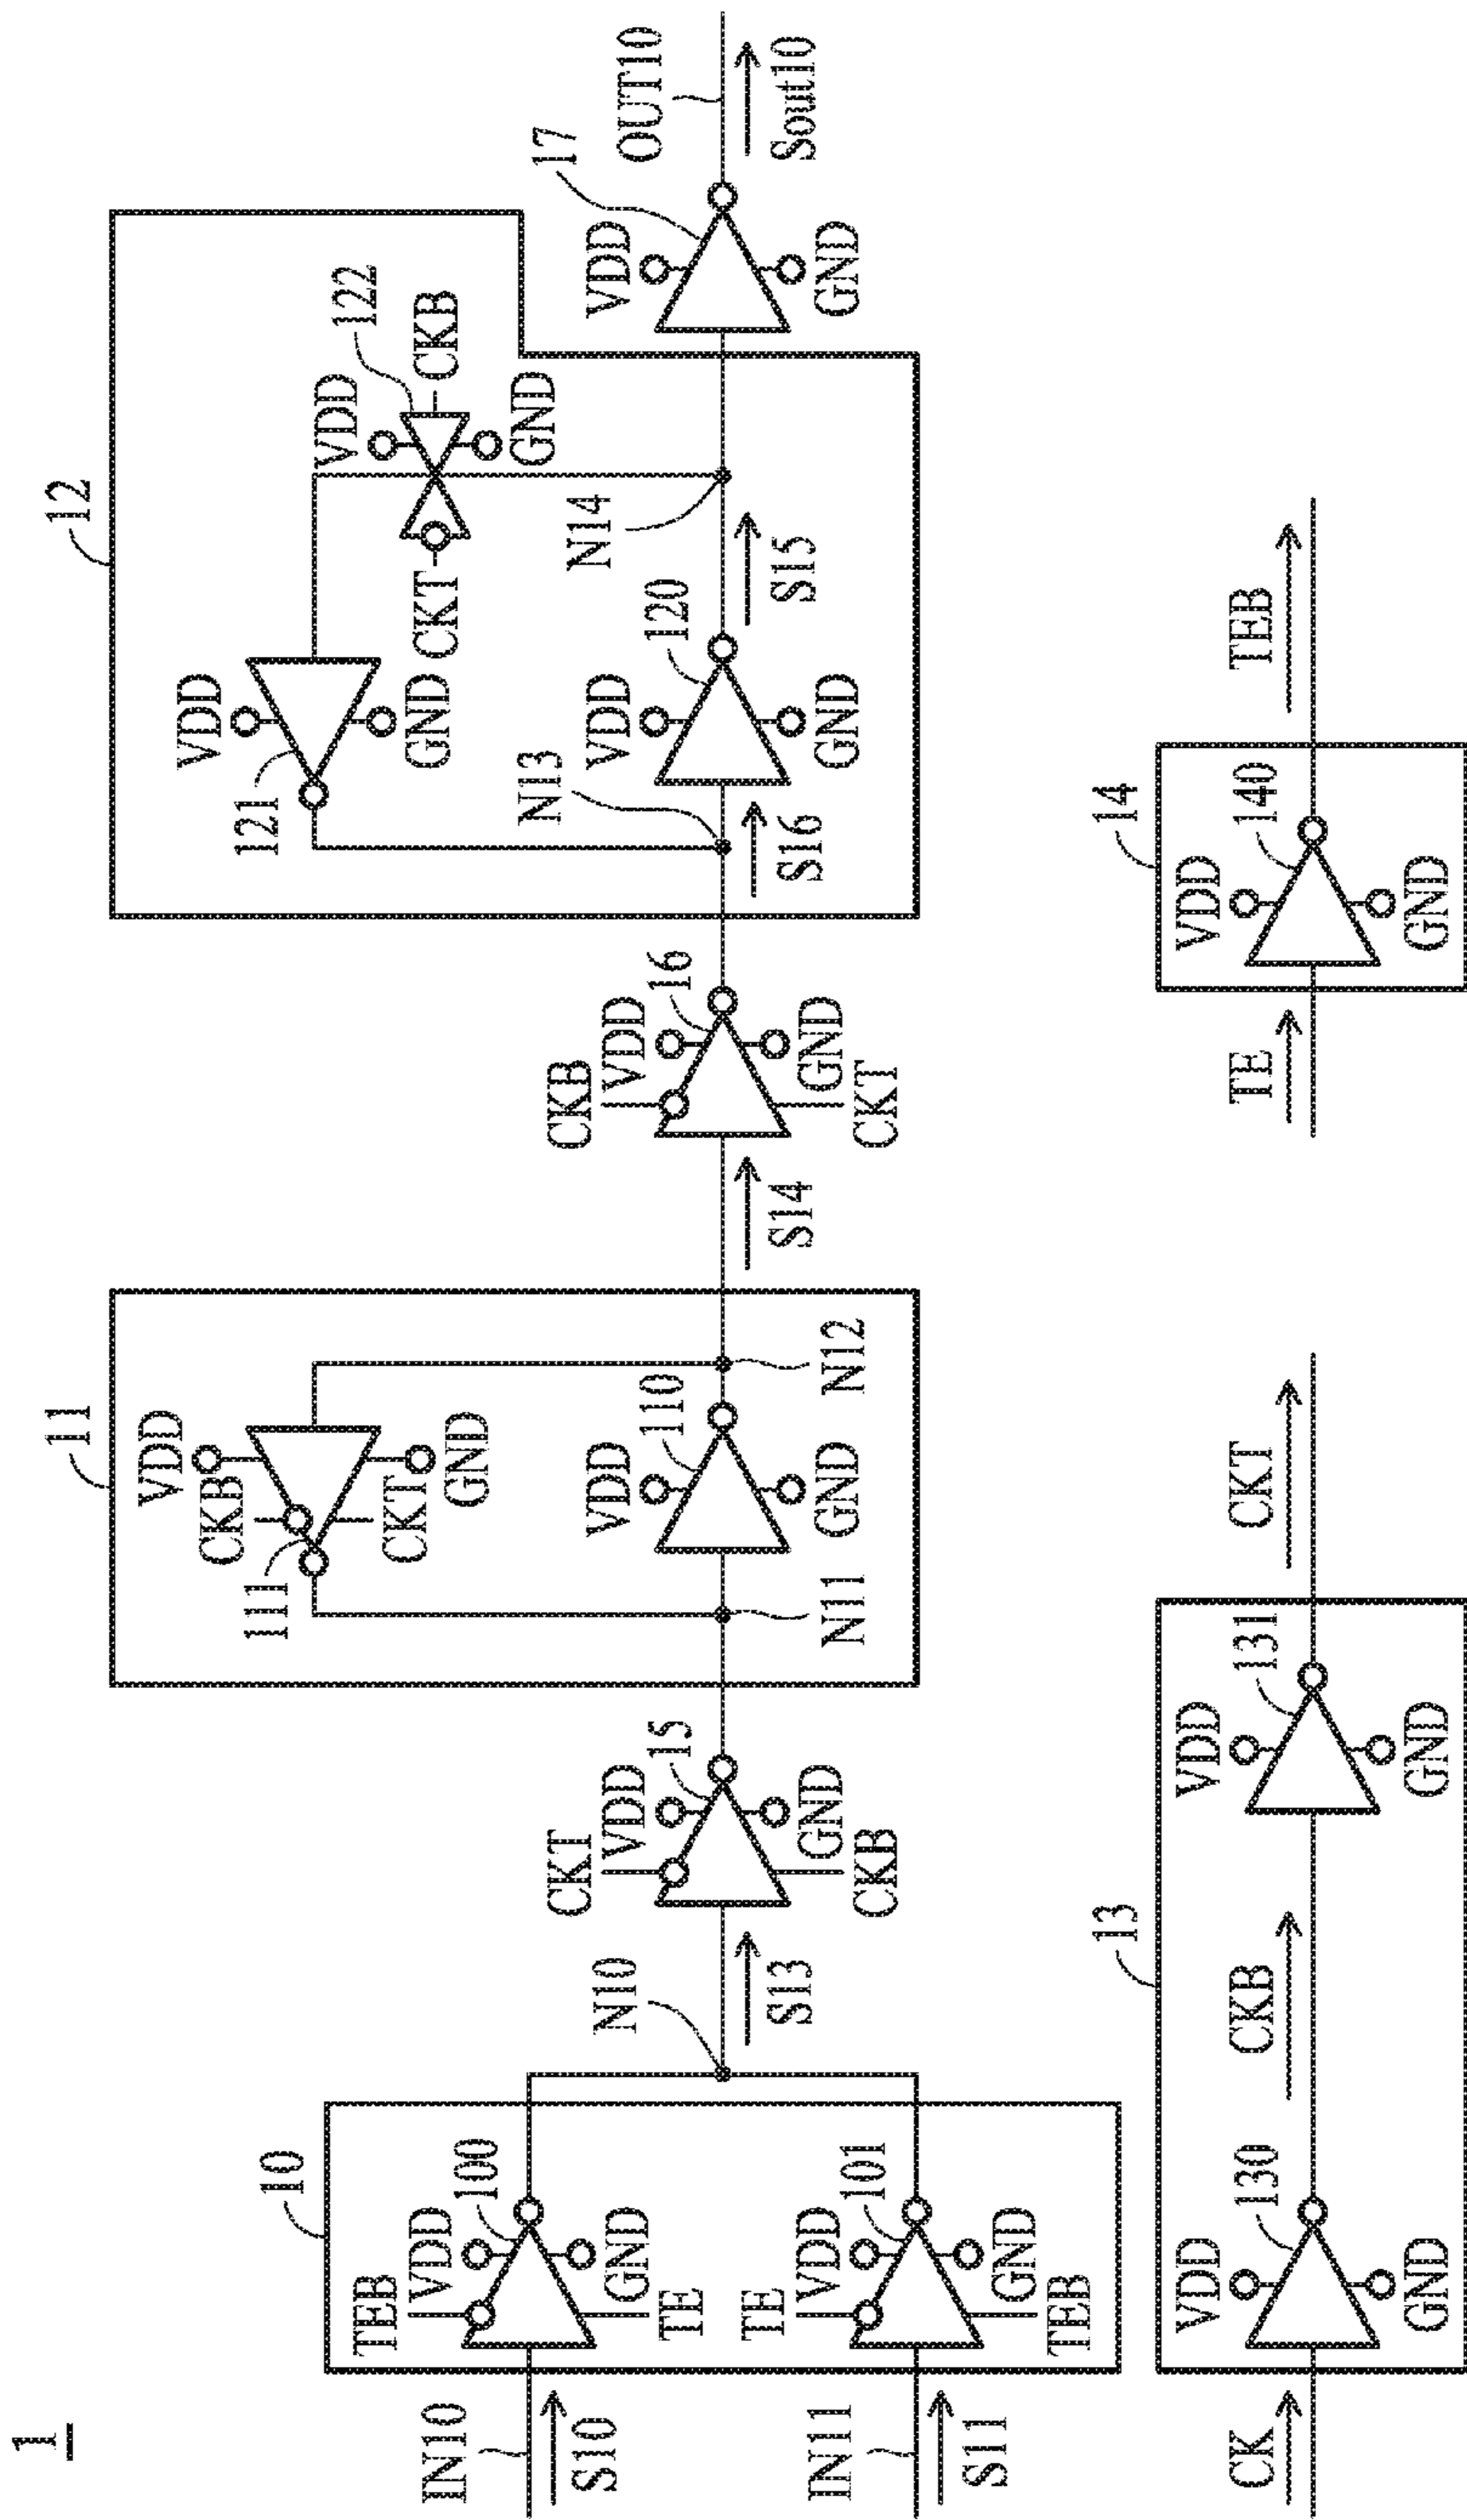 1
10
IN10
S10
TEB
VDD
100
GND
TE
IN11
S11
TE
VDD
101
GND
TEB
N10
S13
CKT
VDD
15
GND
CKB
11
VDD
CKB
111
CKT
GND
VDD
110
GND
N11
N12
S14
CKB
VDD
16
GND
CKT
12
VDD
121
GND
VDD
122
CKT
CKB
GND
N13
S16
VDD
120
GND
N14
S15
17
VDD
GND
OUT10
Sout10
13
CK
VDD
130
GND
CKB
VDD
131
GND
CKT
14
TE
VDD
140
GND
TEB